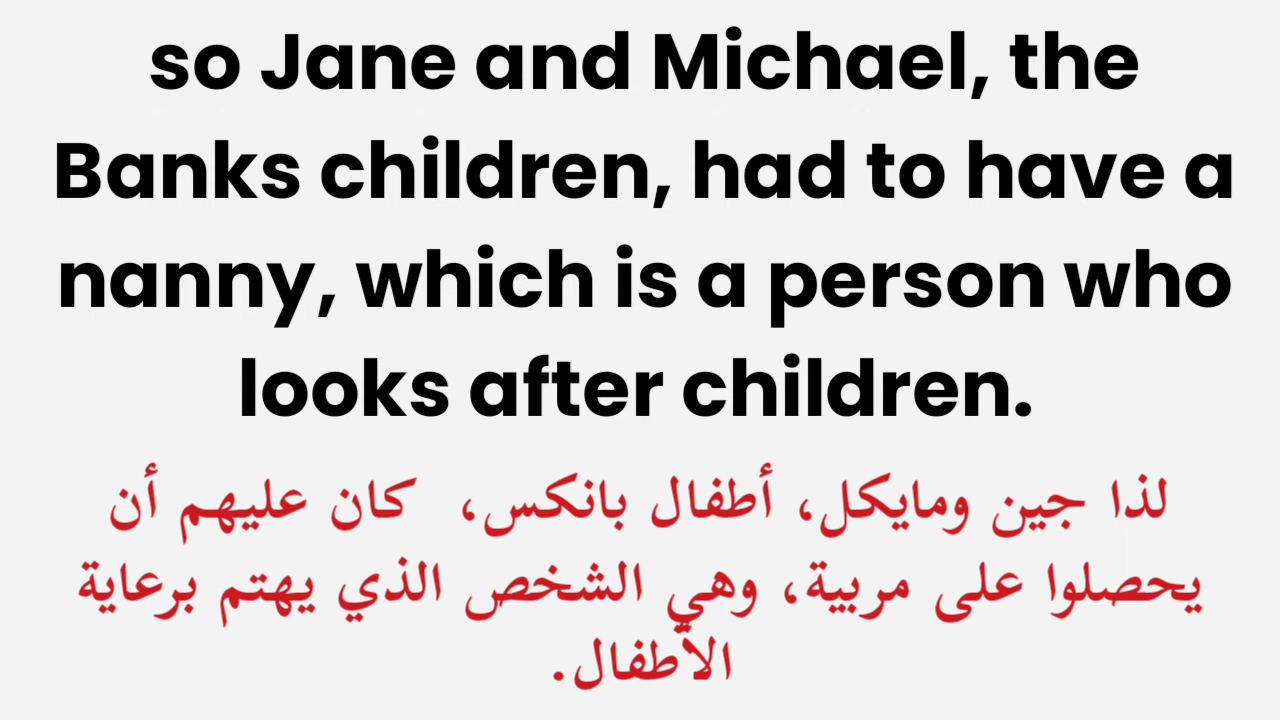 so Jane and Michael, the
Banks children, had to have a
nanny, which is a person who
looks after children.
لذا جين ومايكل، أطفال بانكس، كان عليهم أن
يحصلوا على مربية، وهي الشخص الذي يهتم برعاية
الأطفال.